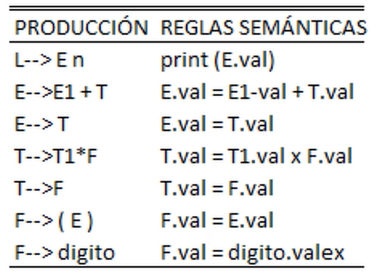 PRODUCCIÓN REGLAS SEMÁNTICAS
L--> E n print (E.val)
E-->E1 + T E.val = E1-val + T.val
E--> T E.val = T.val
T-->T1*F T.val = T1.val x F.val
T-->F T.val = F.val
F--> ( E ) F.val = E.val
F--> digito F.val = digito.valex